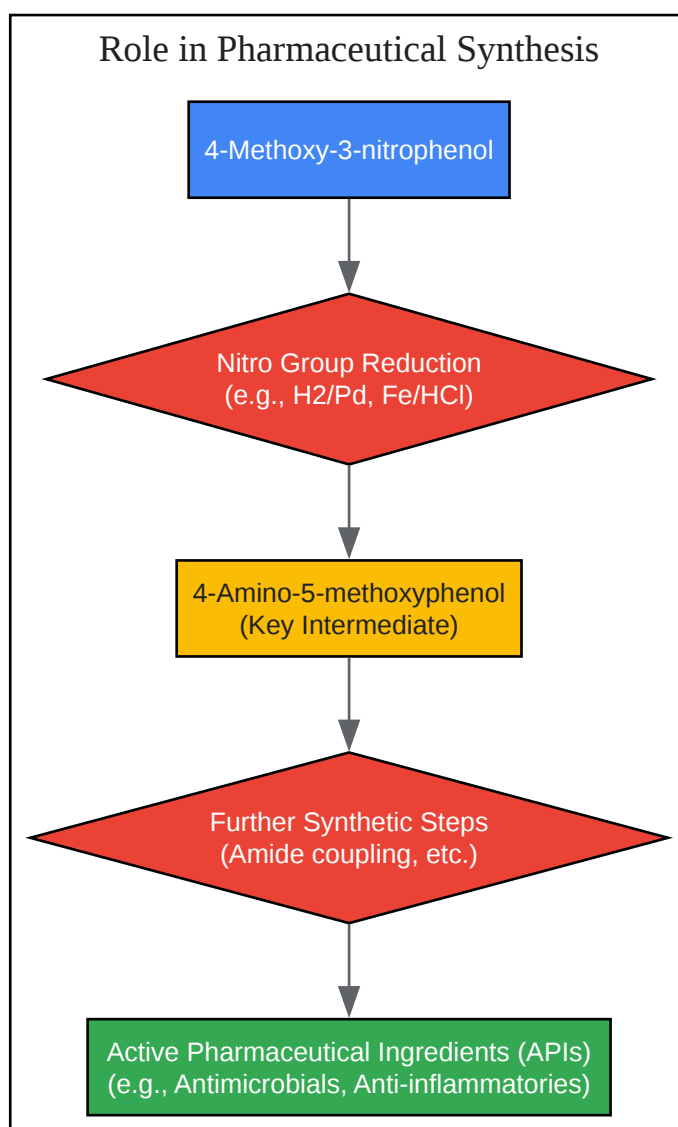 Role in Pharmaceutical Synthesis
4-Methoxy-3-nitrophenol
Nitro Group Reduction
(e.g., H2/Pd, Fe/HCl)
4-Amino-5-methoxyphenol
(Key Intermediate)
Further Synthetic Steps
(Amide coupling, etc.)
Active Pharmaceutical Ingredients (APIs)
(e.g., Antimicrobials, Anti-inflammatories)